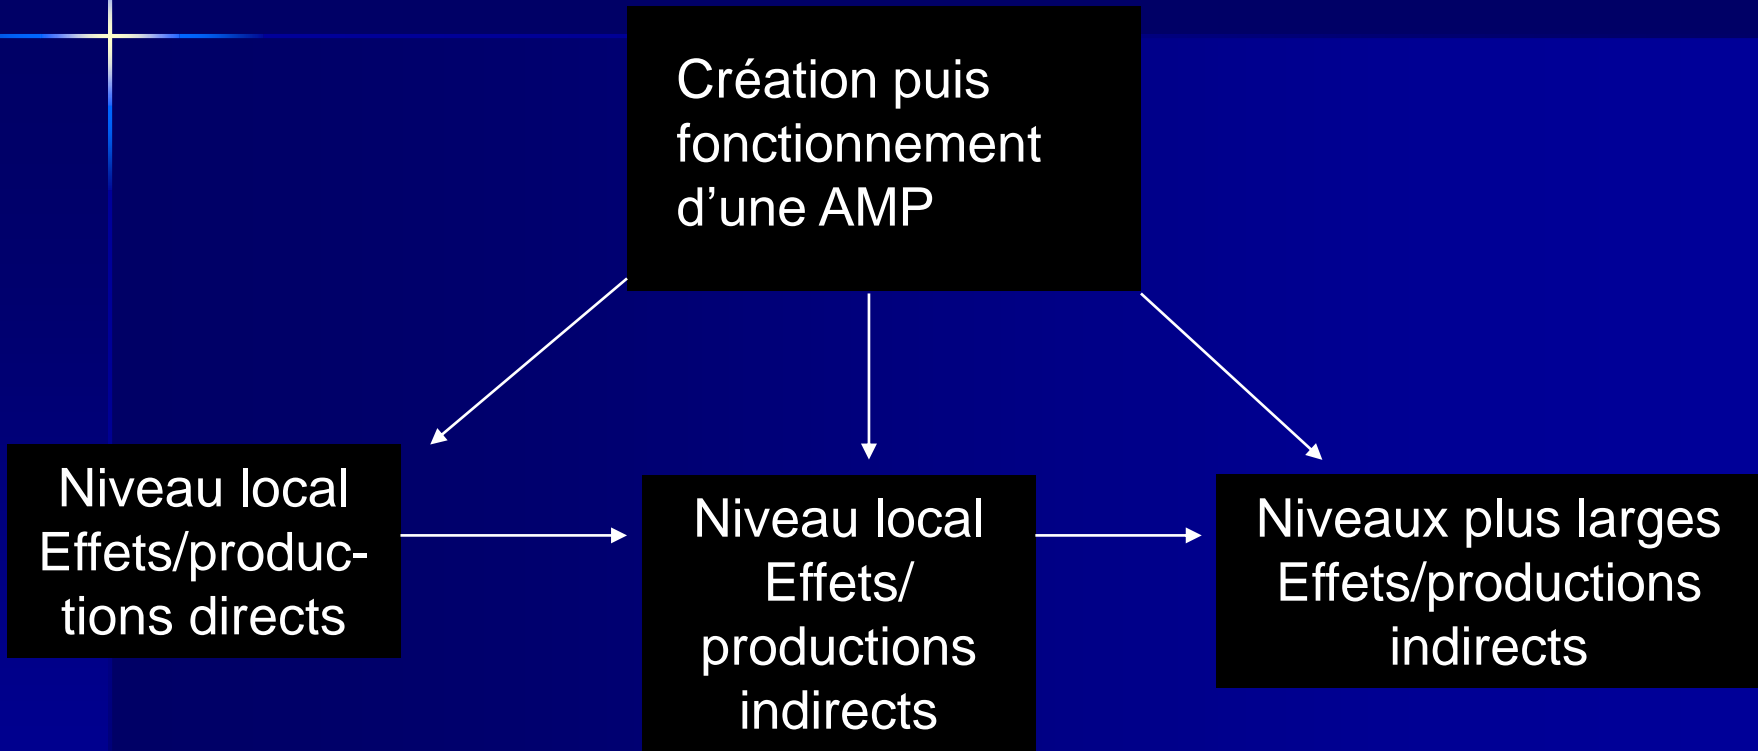 Création puis
fonctionnement
d’une AMP
Niveau local
Effets/produc-
tions directs
Niveau local
Effets/
productions
indirects
Niveaux plus larges
Effets/productions
indirects